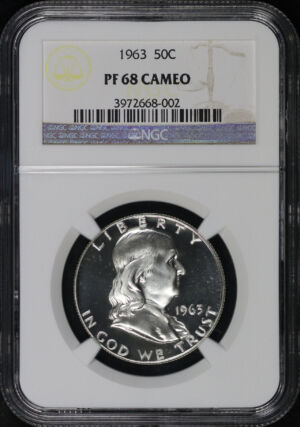 1963 50C
PF 68 CAMEO
3972668-002
NGC
LIBERTY
1963
IN GOD WE TRUST